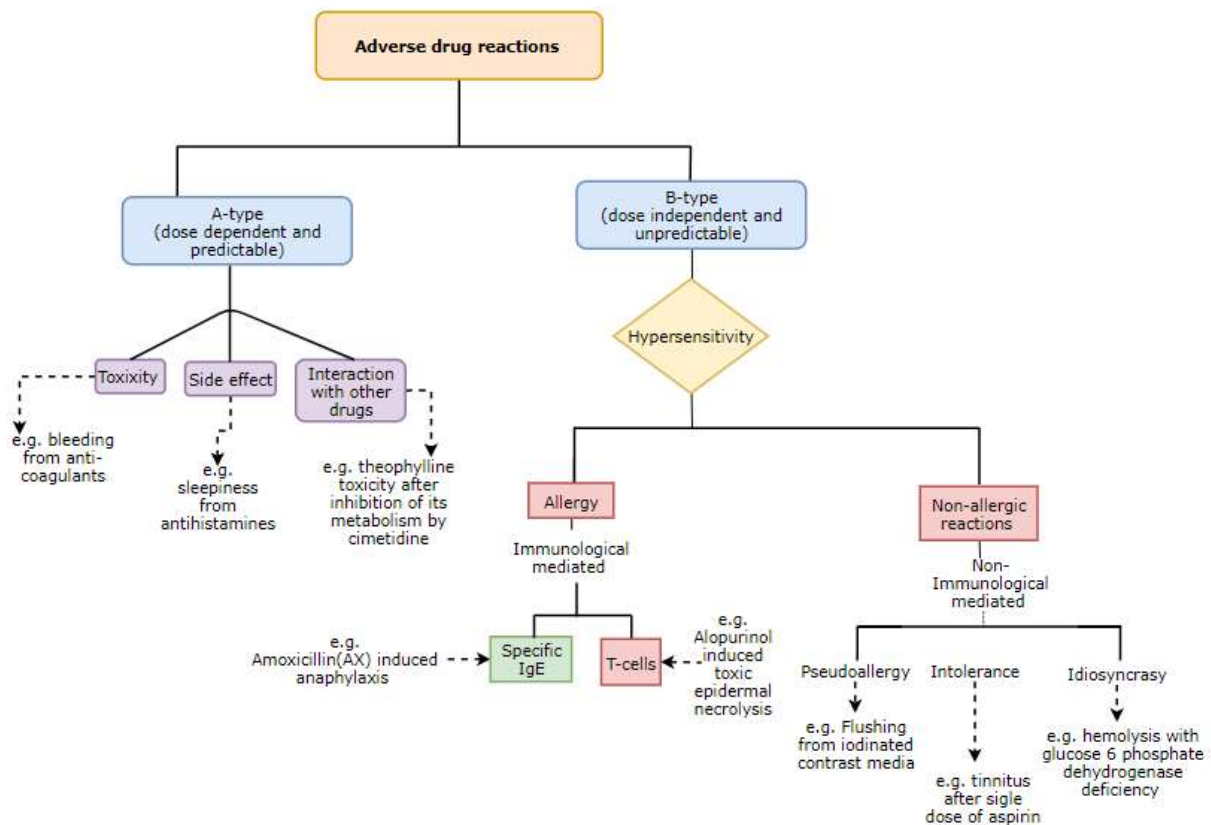 Adverse drug reactions
A-type
(dose dependent and
predictable)
B-type
(dose independent and
unpredictable)
Hypersensitivity
Toxixity
Side effect
Interaction
with other
drugs
e.g. bleeding
from anti-
coagulants
e.g.
sleepiness
from
antihistamines
e.g. theophylline
toxicity after
inhibition of its
metabolism by
cimetidine
Allergy
Non-allergic
reactions
Immunological
mediated
Non-
Immunological
mediated
e.g.
Amoxicillin(AX) induced
anaphylaxis
Specific
IgE
T-cells
e.g.
Alopurinol
induced
toxic
epidermal
necrolysis
Pseudoallergy
Intolerance
Idiosyncrasy
e.g. Flushing
from iodinated
contrast media
e.g. tinnitus
after sigle
dose of aspirin
e.g. hemolysis with
glucose 6 phosphate
dehydrogenase
deficiency